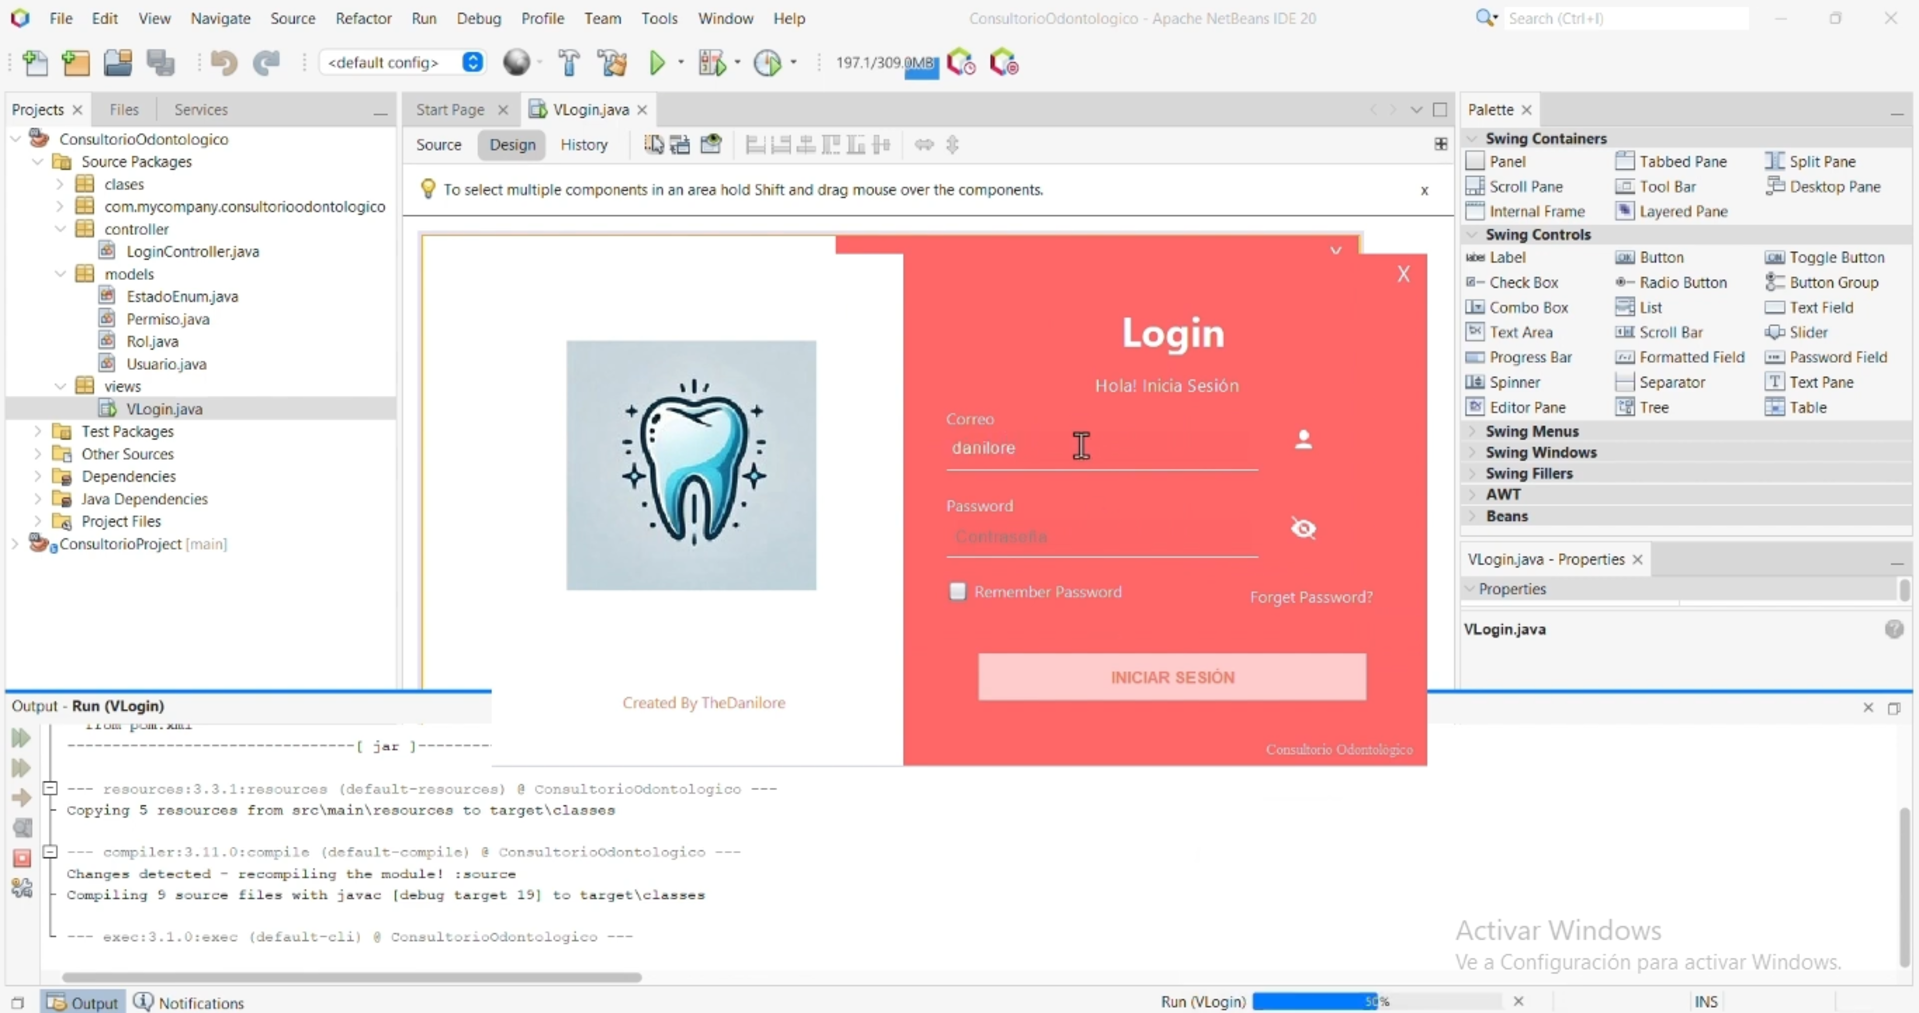 File Edit View Navigate Source Refactor Run Debug Profile Team Tools Window Help
ConsultorioOdontologico - Apache NetBeans IDE 20
Search (Ctrl+I)
<default config>
197.1/309.0MB
Projects
Files
Services
ConsultorioOdontologico
Source Packages
clases
com.mycompany.consultorioodontologico
controller
LoginController.java
models
EstadoEnum.java
Permiso.java
Rol.java
Usuario.java
views
VLogin.java
Test Packages
Other Sources
Dependencies
Java Dependencies
Project Files
ConsultorioProject [main]
Start Page
VLogin.java
Source
Design
History
To select multiple components in an area hold Shift and drag mouse over the components.
x
X
Login
Hola! Inicia Sesión
Correo
danilore
Password
Contraseña
Remember Password
Forget Password?
INICIAR SESIÓN
Consultorio Odontológico
Created By TheDanilore
Palette
Swing Containers
Panel Tabbed Pane Split Pane
Scroll Pane Tool Bar Desktop Pane
Internal Frame Layered Pane
Swing Controls
label Label Button Toggle Button
Check Box Radio Button Button Group
Combo Box List Text Field
Text Area Scroll Bar Slider
Progress Bar Formatted Field Password Field
Spinner Separator Text Pane
Editor Pane Tree Table
Swing Menus
Swing Windows
Swing Fillers
AWT
Beans
VLogin.java - Properties
Properties
VLogin.java
Output - Run (VLogin)
from pom.xml
--------------------------------[ jar ]---------
--- resources:3.3.1:resources (default-resources) @ ConsultorioOdontologico ---
Copying 5 resources from src\main\resources to target\classes
--- compiler:3.11.0:compile (default-compile) @ ConsultorioOdontologico ---
Changes detected - recompiling the module! :source
Compiling 9 source files with javac [debug target 19] to target\classes
--- exec:3.1.0:exec (default-cli) @ ConsultorioOdontologico ---
Activar Windows
Ve a Configuración para activar Windows.
Output
Notifications
Run (VLogin)
50%
INS